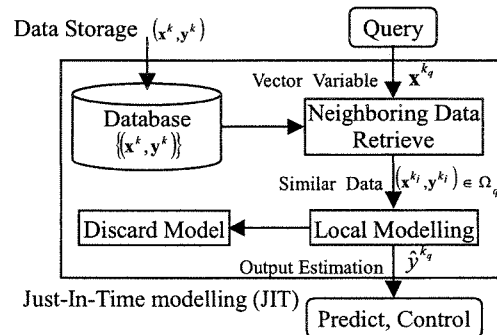 Data Storage (x^k, y^k)
Query
Vector Variable x^{k_q}
Database
{(x^k, y^k)}
Neighboring Data
Retrieve
Similar Data (x^{k_i}, y^{k_i}) ∈ Ω_q
Discard Model
Local Modelling
Output Estimation ŷ^{k_q}
Just-In-Time modelling (JIT)
Predict, Control